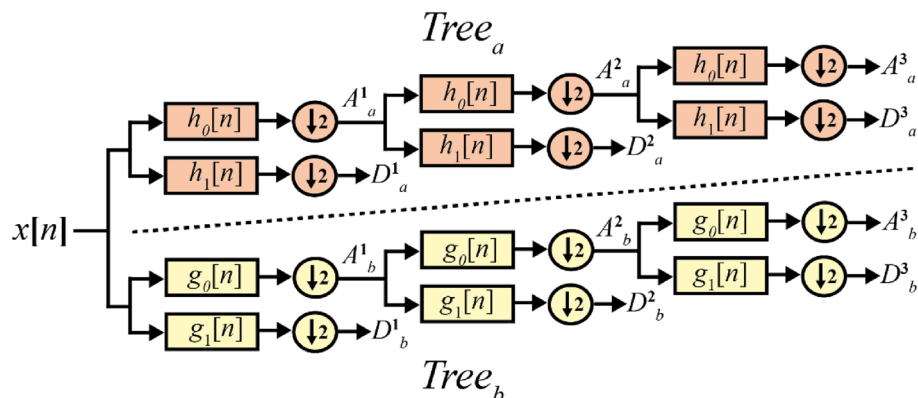 Tree_a
h_0[n] ↓2 A^1_a h_0[n] ↓2 A^2_a h_0[n] ↓2 A^3_a
h_1[n] ↓2 D^1_a h_1[n] ↓2 D^2_a h_1[n] ↓2 D^3_a
x[n]
g_0[n] ↓2 A^1_b g_0[n] ↓2 A^2_b g_0[n] ↓2 A^3_b
g_1[n] ↓2 D^1_b g_1[n] ↓2 D^2_b g_1[n] ↓2 D^3_b
Tree_b